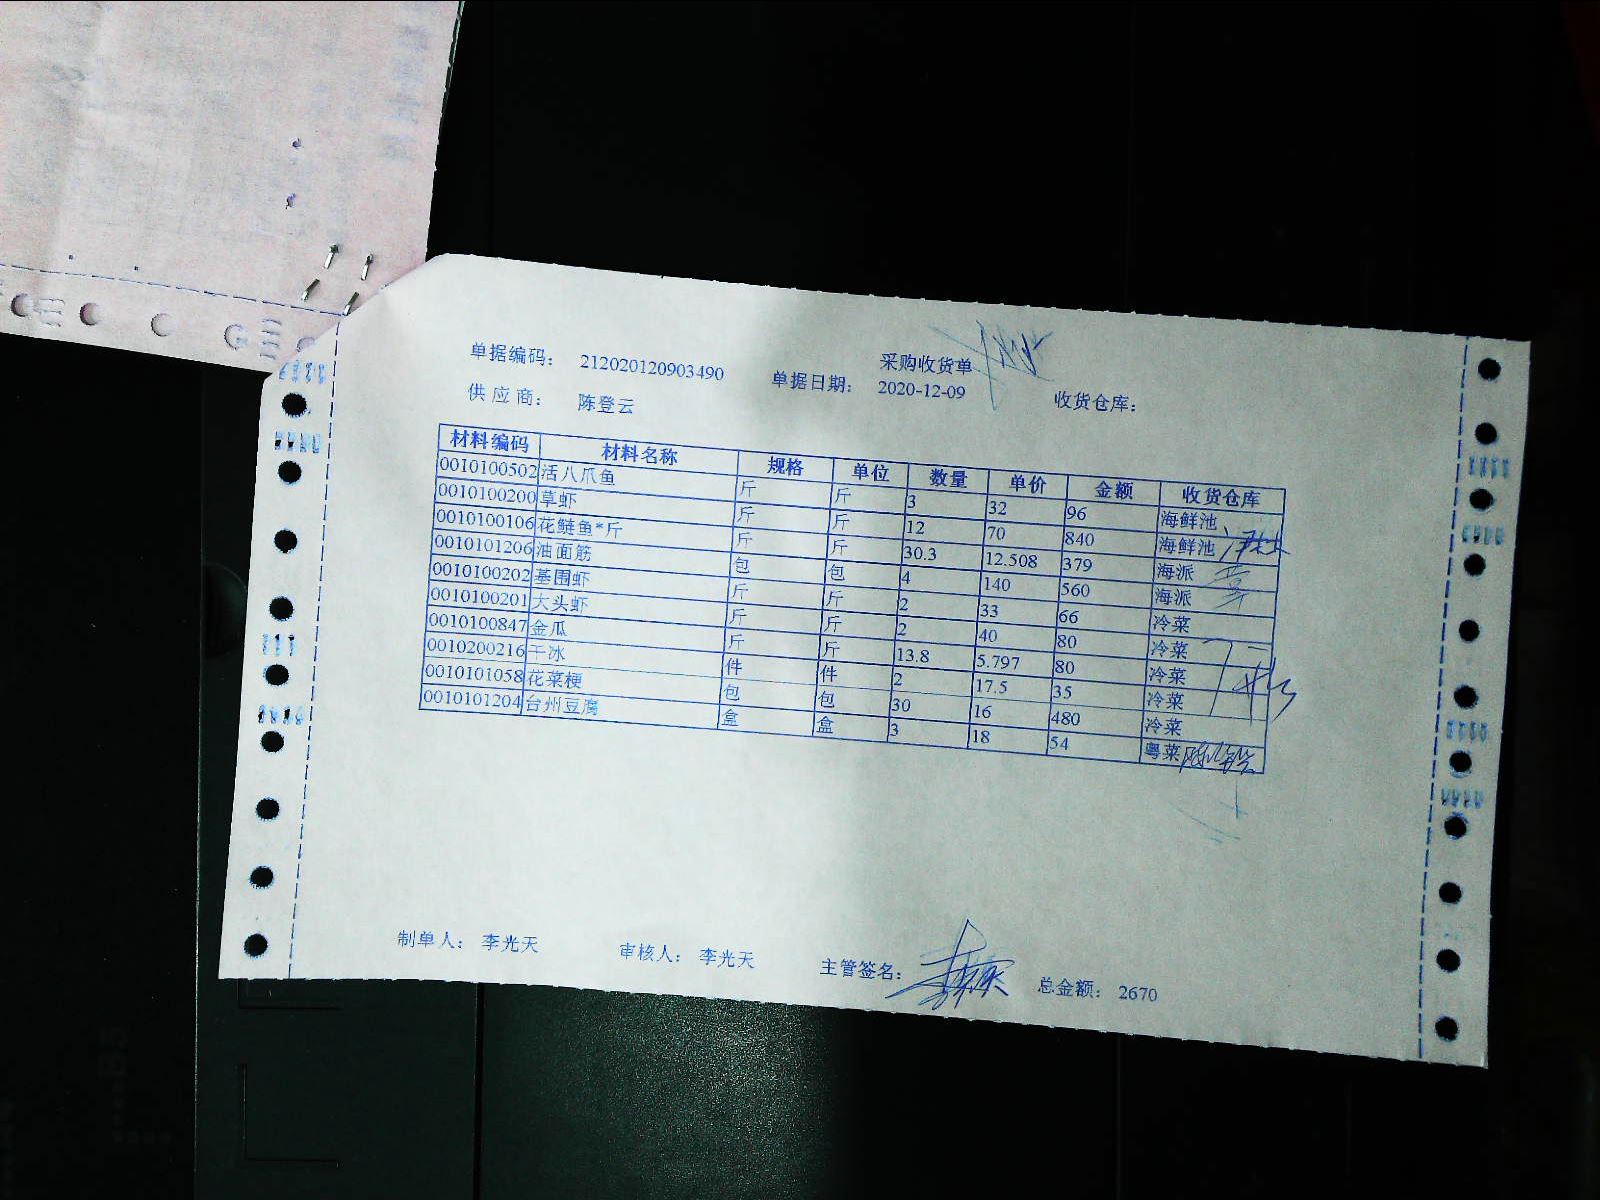 采购收货单
单据编码： 212020120903490 单据日期： 2020-12-09 收货仓库：
供应商： 陈登云
材料编码 材料名称 规格 单位 数量 单价 金额 收货仓库
0010100502 活八爪鱼 斤 斤 3 32 96 海鲜池
0010100200 草虾 斤 斤 12 70 840 海鲜池
0010100106 花鲢鱼*斤 斤 斤 30.3 12.508 379 海派
0010101206 油面筋 包 包 4 140 560 海派
0010100202 基围虾 斤 斤 2 33 66 冷菜
0010100201 大头虾 斤 斤 2 40 80 冷菜
0010100847 金瓜 斤 斤 13.8 5.797 80 冷菜
0010200216 干冰 件 件 2 17.5 35 冷菜
0010101058 花菜梗 包 包 30 16 480 冷菜
0010101204 台州豆腐 盒 盒 3 18 54 粤菜
制单人： 李光天 审核人： 李光天 主管签名： 总金额： 2670